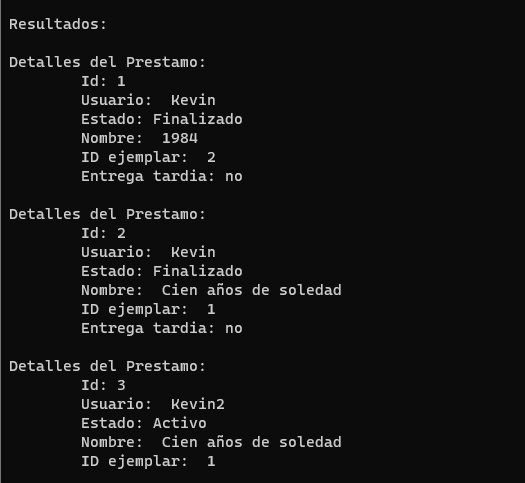 Resultados:
Detalles del Prestamo:
Id: 1
Usuario:  Kevin
Estado: Finalizado
Nombre:  1984
ID ejemplar:  2
Entrega tardia: no
Detalles del Prestamo:
Id: 2
Usuario:  Kevin
Estado: Finalizado
Nombre:  Cien años de soledad
ID ejemplar:  1
Entrega tardia: no
Detalles del Prestamo:
Id: 3
Usuario:  Kevin2
Estado: Activo
Nombre:  Cien años de soledad
ID ejemplar:  1